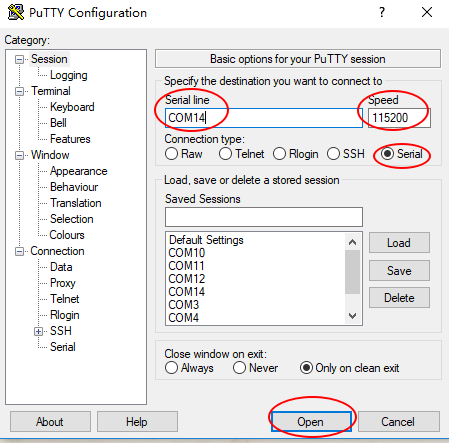 PuTTY Configuration
Category:
Session
Logging
Terminal
Keyboard
Bell
Features
Window
Appearance
Behaviour
Translation
Selection
Colours
Connection
Data
Proxy
Telnet
Rlogin
SSH
Serial
Basic options for your PuTTY session
Specify the destination you want to connect to
Serial line Speed
COM14 115200
Connection type:
Raw Telnet Rlogin SSH Serial
Load, save or delete a stored session
Saved Sessions
Default Settings
COM10
COM11
COM12
COM14
COM3
COM4
Load
Save
Delete
Close window on exit:
Always Never Only on clean exit
About Help Open Cancel